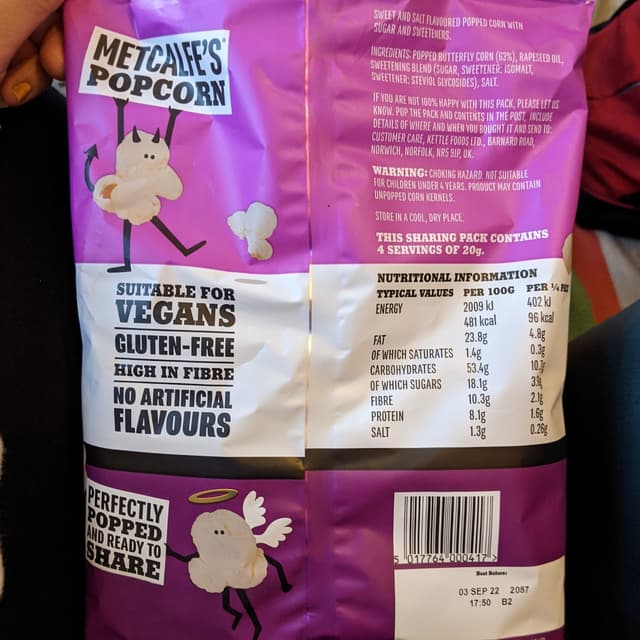 METCALFE'S
POPCORN
SUITABLE FOR
VEGANS
GLUTEN-FREE
HIGH IN FIBRE
NO ARTIFICIAL
FLAVOURS
PERFECTLY
POPPED
AND READY TO
SHARE
SWEET AND SALT FLAVOURED POPPED CORN WITH
SUGAR AND SWEETENERS.
INGREDIENTS: POPPED BUTTERFLY CORN (63%), RAPESEED OIL,
SWEETENING BLEND (SUGAR, SWEETENER: ISOMALT,
SWEETENER: STEVIOL GLYCOSIDES), SALT.
IF YOU ARE NOT 100% HAPPY WITH THIS PACK, PLEASE LET US
KNOW. POP THE PACK AND CONTENTS IN THE POST, INCLUDE
DETAILS OF WHERE AND WHEN YOU BOUGHT IT AND SEND TO:
CUSTOMER CARE, KETTLE FOODS LTD., BARNARD ROAD,
NORWICH, NORFOLK, NR5 9JP, UK.
WARNING: CHOKING HAZARD. NOT SUITABLE
FOR CHILDREN UNDER 4 YEARS. PRODUCT MAY CONTAIN
UNPOPPED CORN KERNELS.
STORE IN A COOL, DRY PLACE.
THIS SHARING PACK CONTAINS
4 SERVINGS OF 20g.
NUTRITIONAL INFORMATION
TYPICAL VALUES PER 100G PER 1/4
ENERGY 2009 kJ 402 kJ
481 kcal 96 kcal
FAT 23.8g 4.8g
OF WHICH SATURATES 1.4g 0.3g
CARBOHYDRATES 53.4g
OF WHICH SUGARS 18.1g
FIBRE 10.3g 2.1g
PROTEIN 8.1g 1.6g
SALT 1.3g 0.26g
5 017764 000417 >
Best Before:
03 SEP 22 2087
17:50 B2